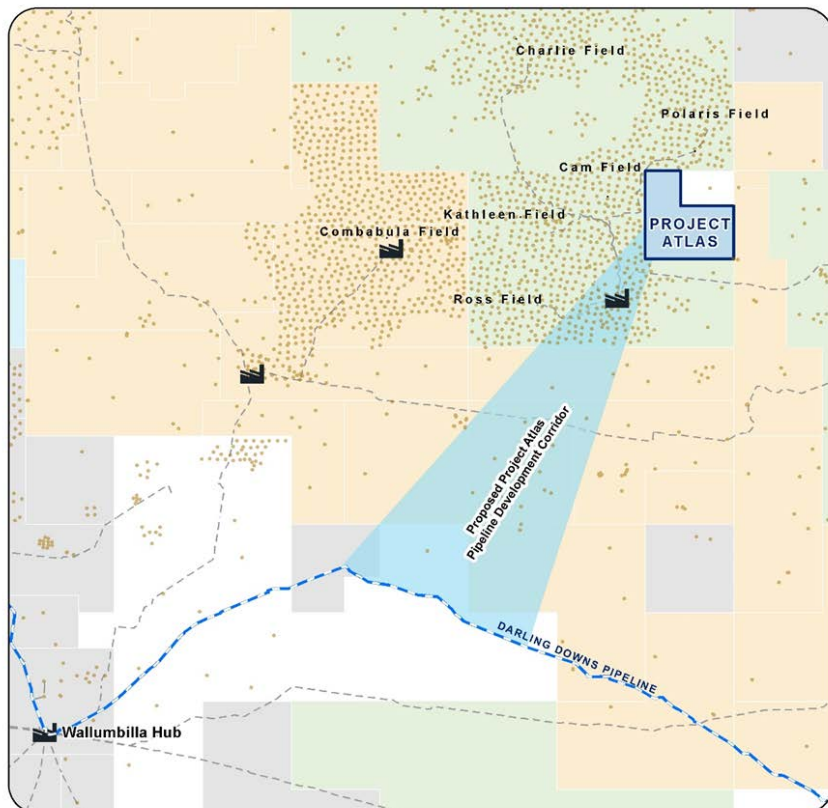 Charlie Field
Polaris Field
Cam Field
Kathleen Field
PROJECT
ATLAS
Combabula Field
Ross Field
Proposed Project Atlas
Pipeline Development Corridor
DARLING DOWNS PIPELINE
Wallumbilla Hub